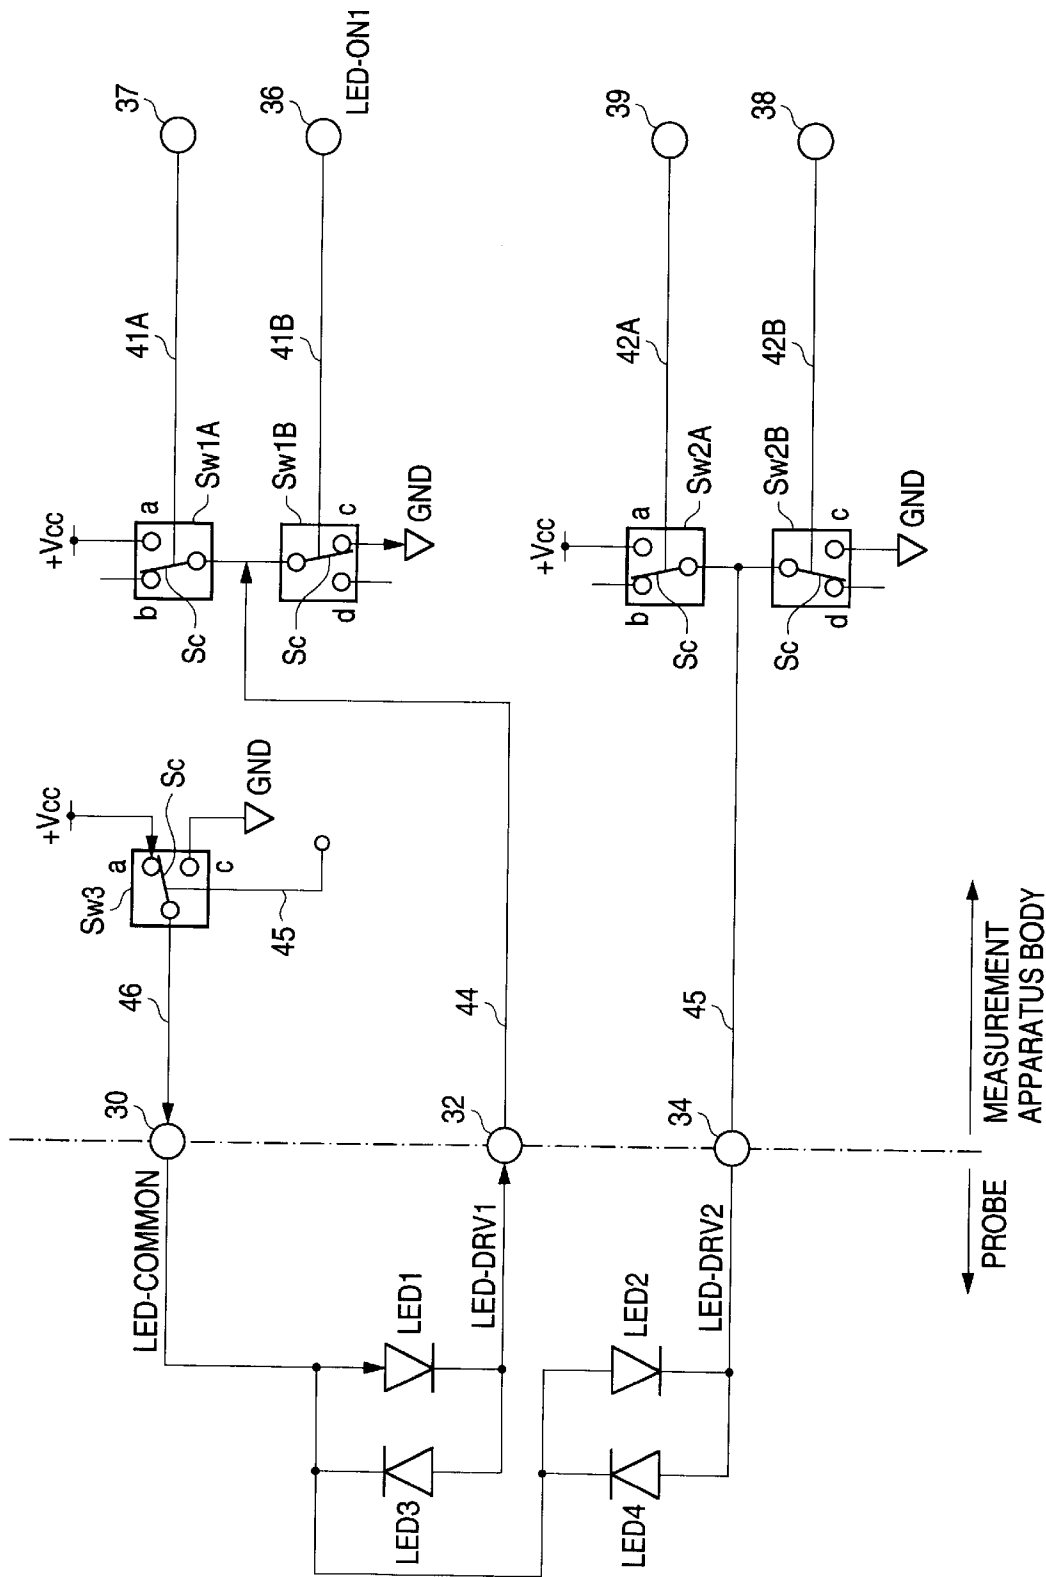 37
36
LED-ON1
39
38
41A
41B
42A
42B
+Vcc
a
b
Sw1A
Sc
Sw1B
Sc
c
d
GND
+Vcc
a
b
Sw2A
Sc
Sw2B
Sc
c
d
GND
+Vcc
Sw3
a
Sc
c
GND
45
46
44
45
30
32
34
MEASUREMENT
APPARATUS BODY
PROBE
LED-COMMON
LED-DRV1
LED-DRV2
LED1
LED3
LED2
LED4